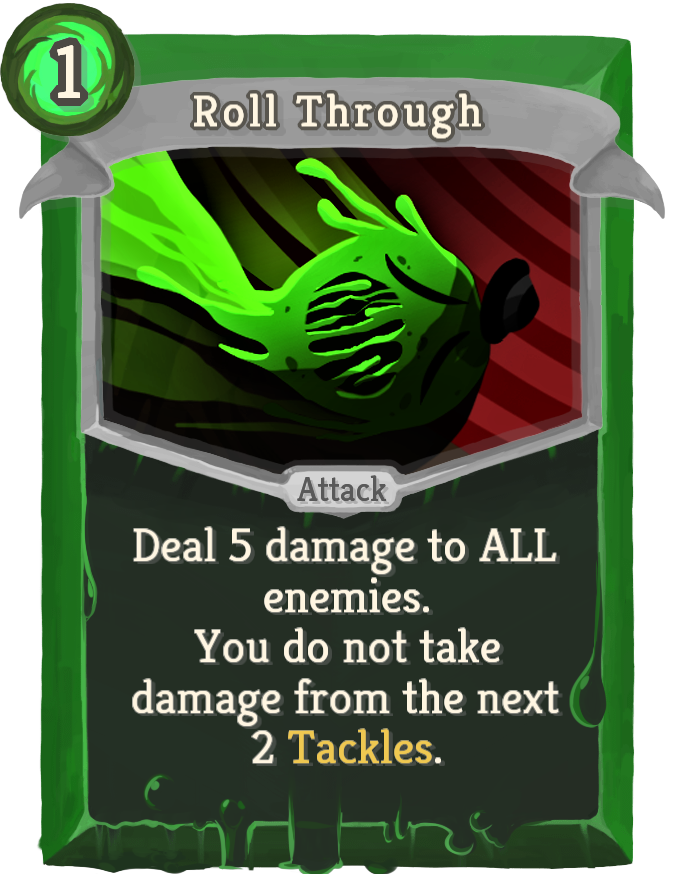 1
Roll Through
Attack
Deal 5 damage to ALL
enemies.
You do not take
damage from the next
2 Tackles.